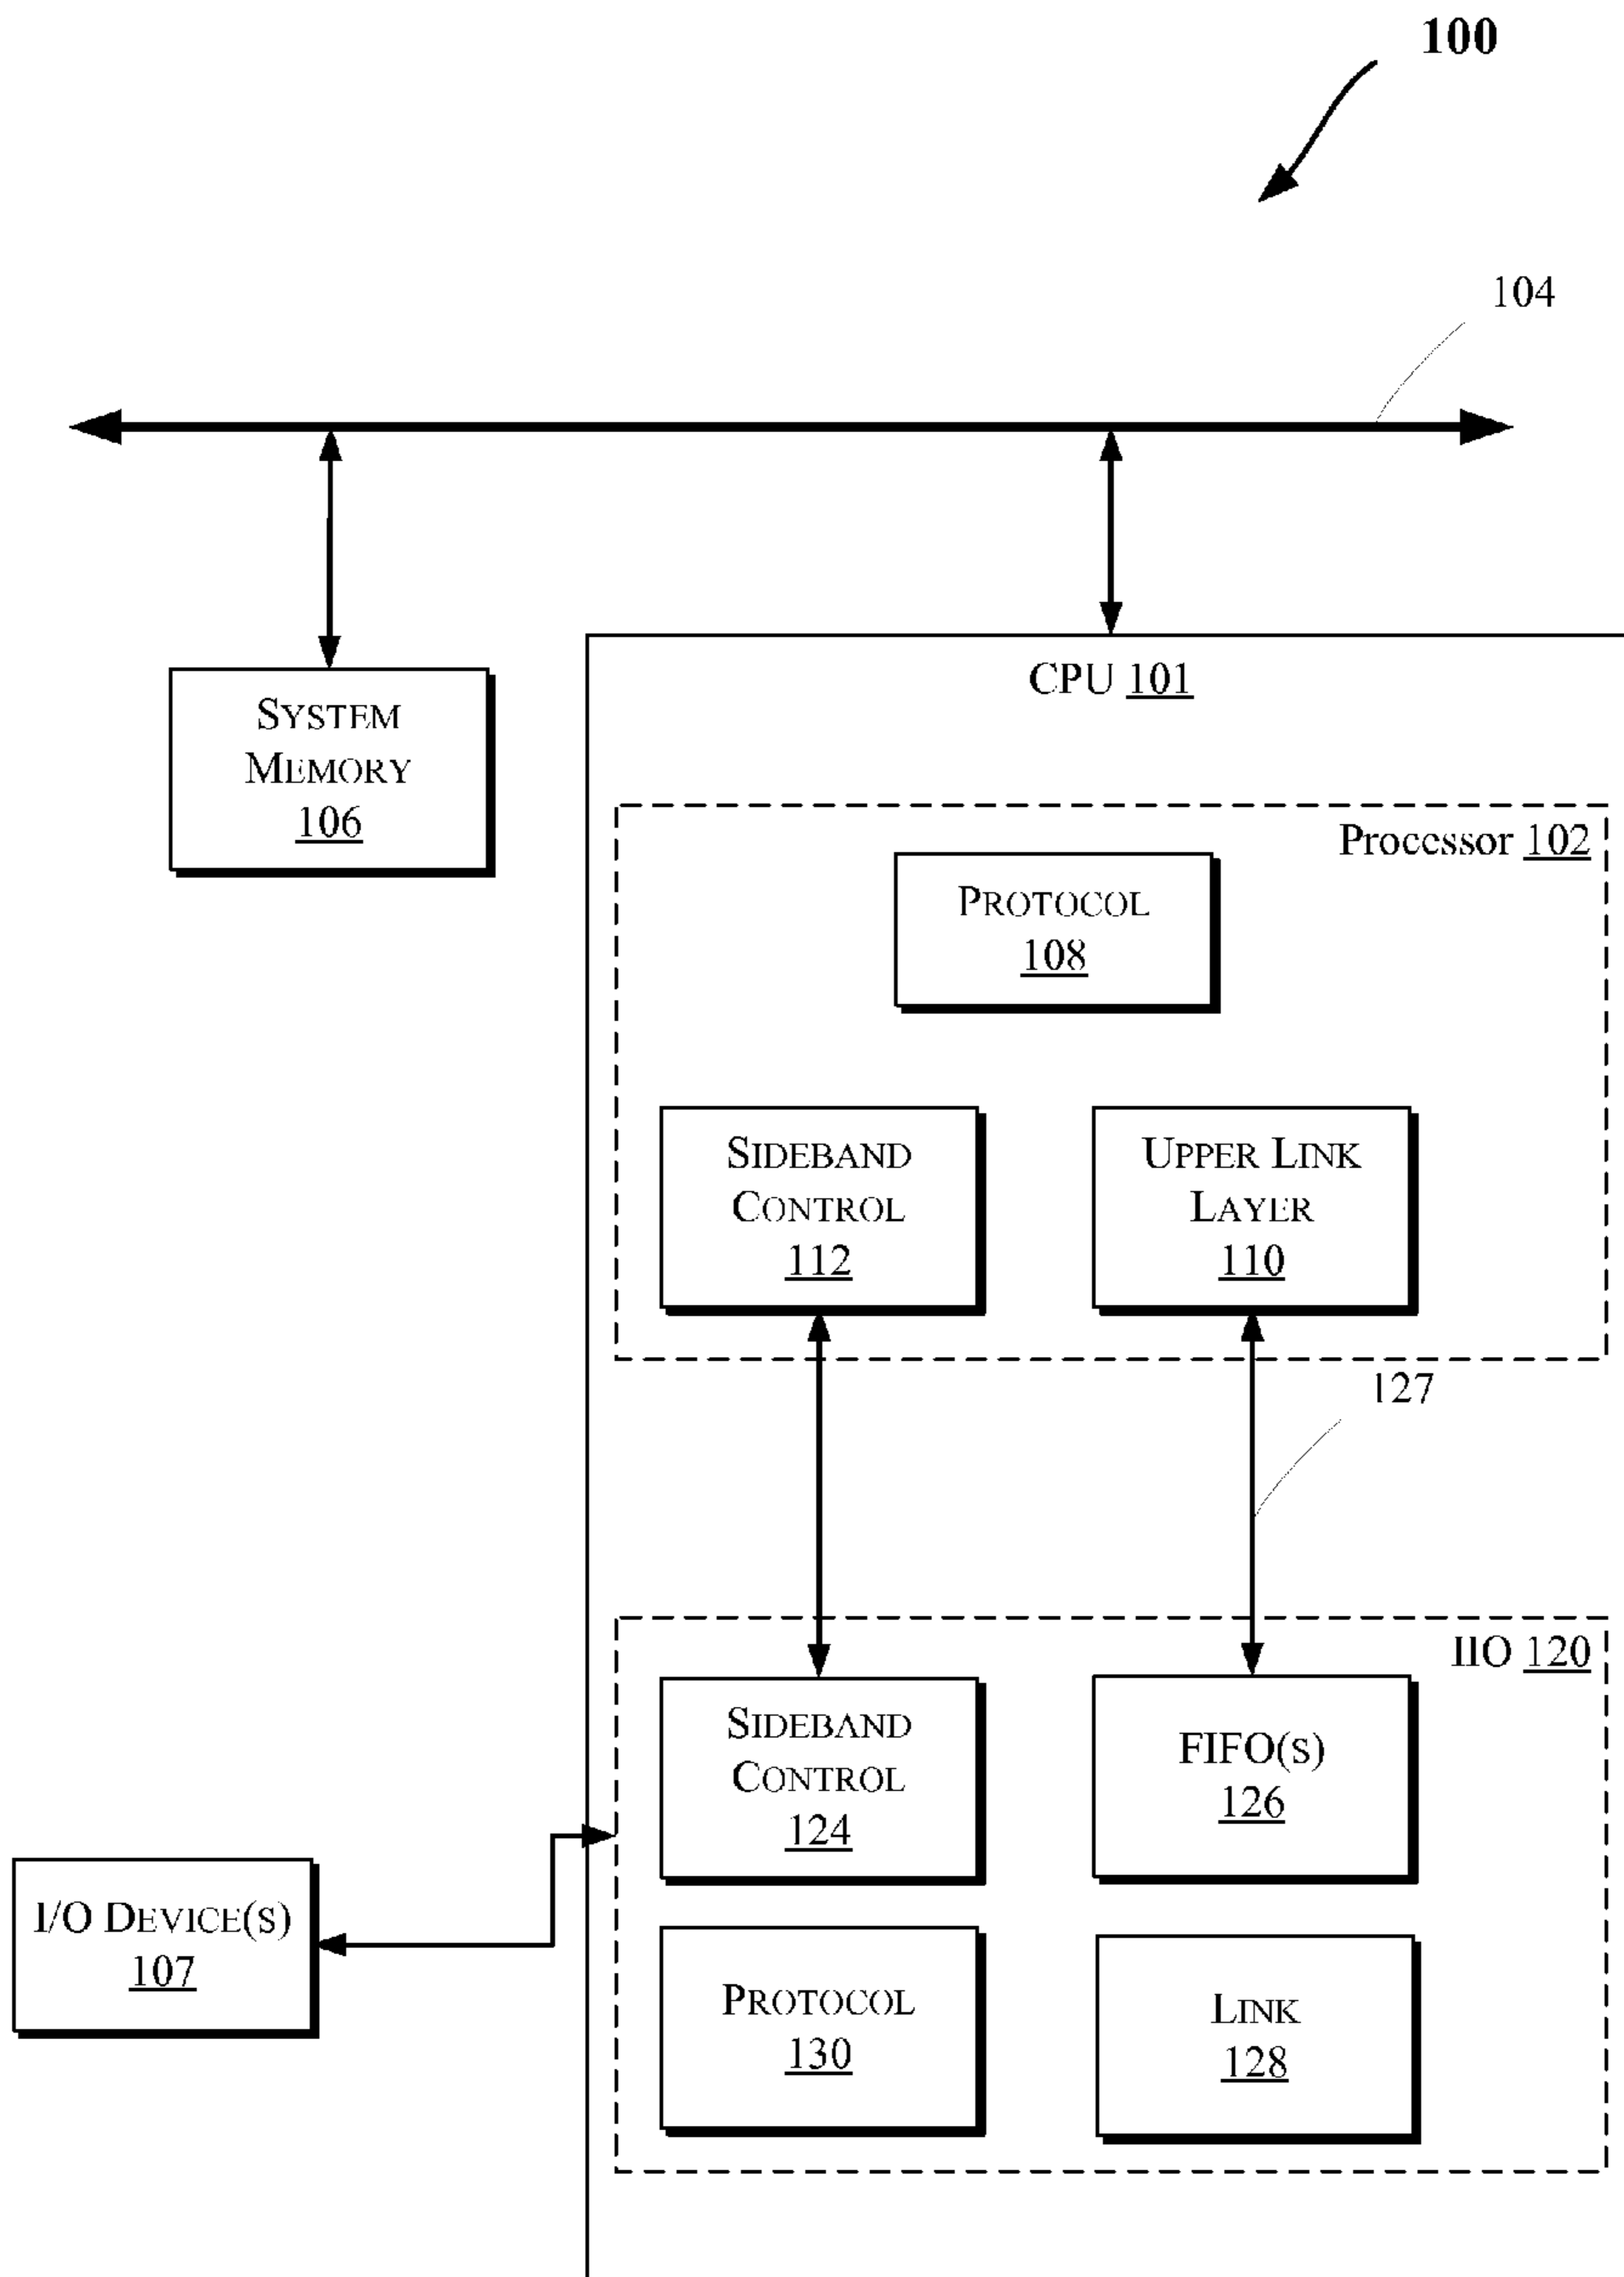 100
104
SYSTEM
MEMORY
106
CPU 101
Processor 102
PROTOCOL
108
SIDEBAND
CONTROL
112
UPPER LINK
LAYER
110
127
IIO 120
SIDEBAND
CONTROL
124
FIFO(S)
126
I/O DEVICE(S)
107
PROTOCOL
130
LINK
128